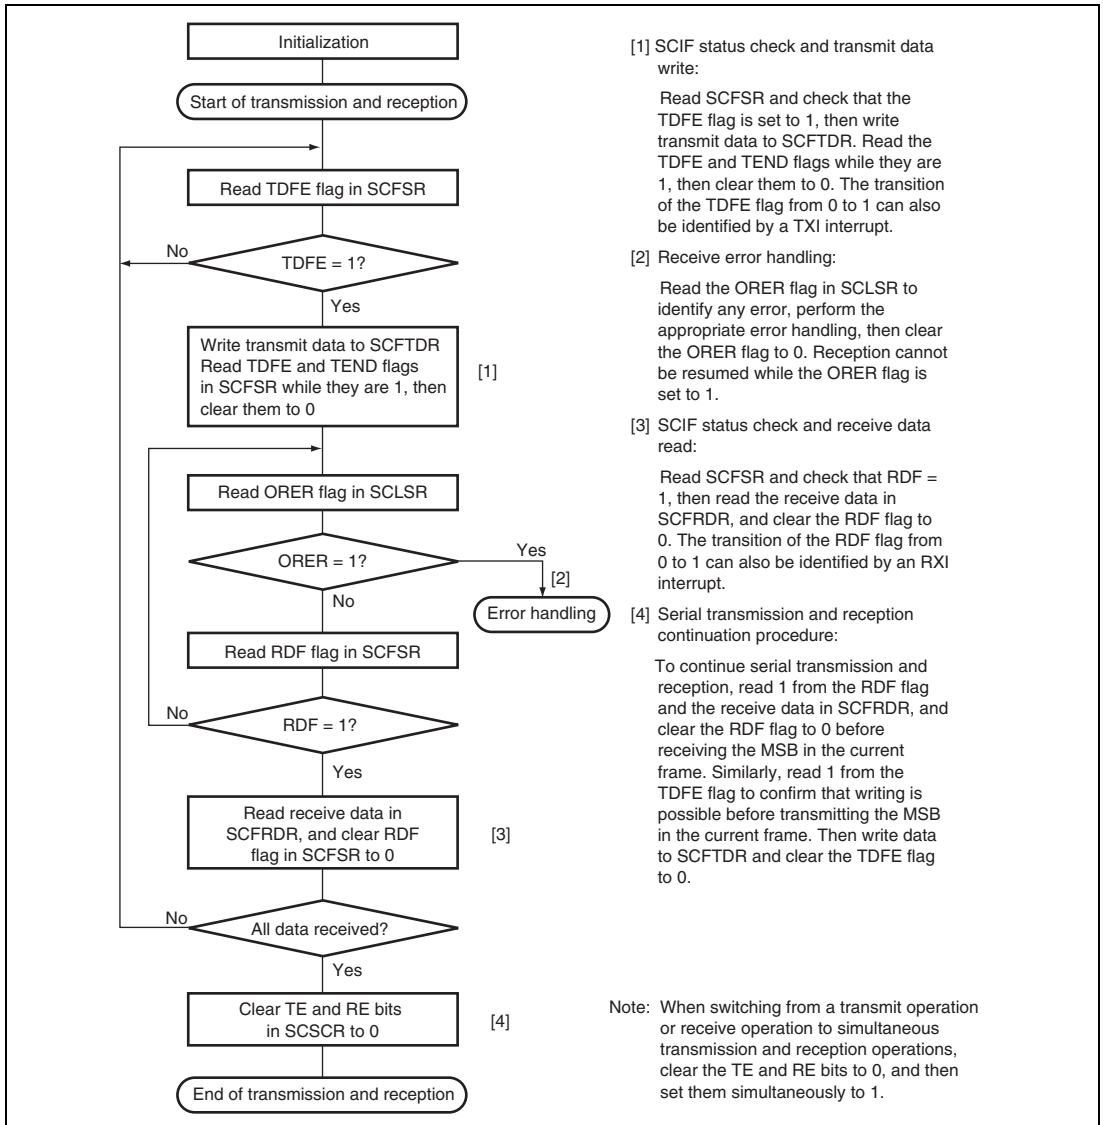 Initialization
Start of transmission and reception
Read TDFE flag in SCFSR
No
TDFE = 1?
Yes
Write transmit data to SCFTDR
Read TDFE and TEND flags
in SCFSR while they are 1, then
clear them to 0
[1]
Read ORER flag in SCLSR
ORER = 1?
Yes
[2]
No
Error handling
Read RDF flag in SCFSR
No
RDF = 1?
Yes
Read receive data in
SCFRDR, and clear RDF
flag in SCFSR to 0
[3]
No
All data received?
Yes
Clear TE and RE bits
in SCSCR to 0
[4]
End of transmission and reception
[1] SCIF status check and transmit data
write:
Read SCFSR and check that the
TDFE flag is set to 1, then write
transmit data to SCFTDR. Read the
TDFE and TEND flags while they are
1, then clear them to 0. The transition
of the TDFE flag from 0 to 1 can also
be identified by a TXI interrupt.
[2] Receive error handling:
Read the ORER flag in SCLSR to
identify any error, perform the
appropriate error handling, then clear
the ORER flag to 0. Reception cannot
be resumed while the ORER flag is
set to 1.
[3] SCIF status check and receive data
read:
Read SCFSR and check that RDF =
1, then read the receive data in
SCFRDR, and clear the RDF flag to
0. The transition of the RDF flag from
0 to 1 can also be identified by an RXI
interrupt.
[4] Serial transmission and reception
continuation procedure:
To continue serial transmission and
reception, read 1 from the RDF flag
and the receive data in SCFRDR, and
clear the RDF flag to 0 before
receiving the MSB in the current
frame. Similarly, read 1 from the
TDFE flag to confirm that writing is
possible before transmitting the MSB
in the current frame. Then write data
to SCFTDR and clear the TDFE flag
to 0.
Note: When switching from a transmit operation
or receive operation to simultaneous
transmission and reception operations,
clear the TE and RE bits to 0, and then
set them simultaneously to 1.